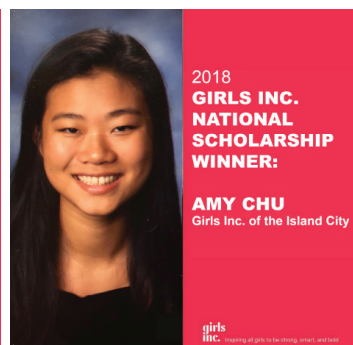 2018
GIRLS INC.
NATIONAL
SCHOLARSHIP
WINNER:
AMY CHU
Girls Inc. of the Island City
girls
inc. inspiring all girls to be strong, smart, and bold